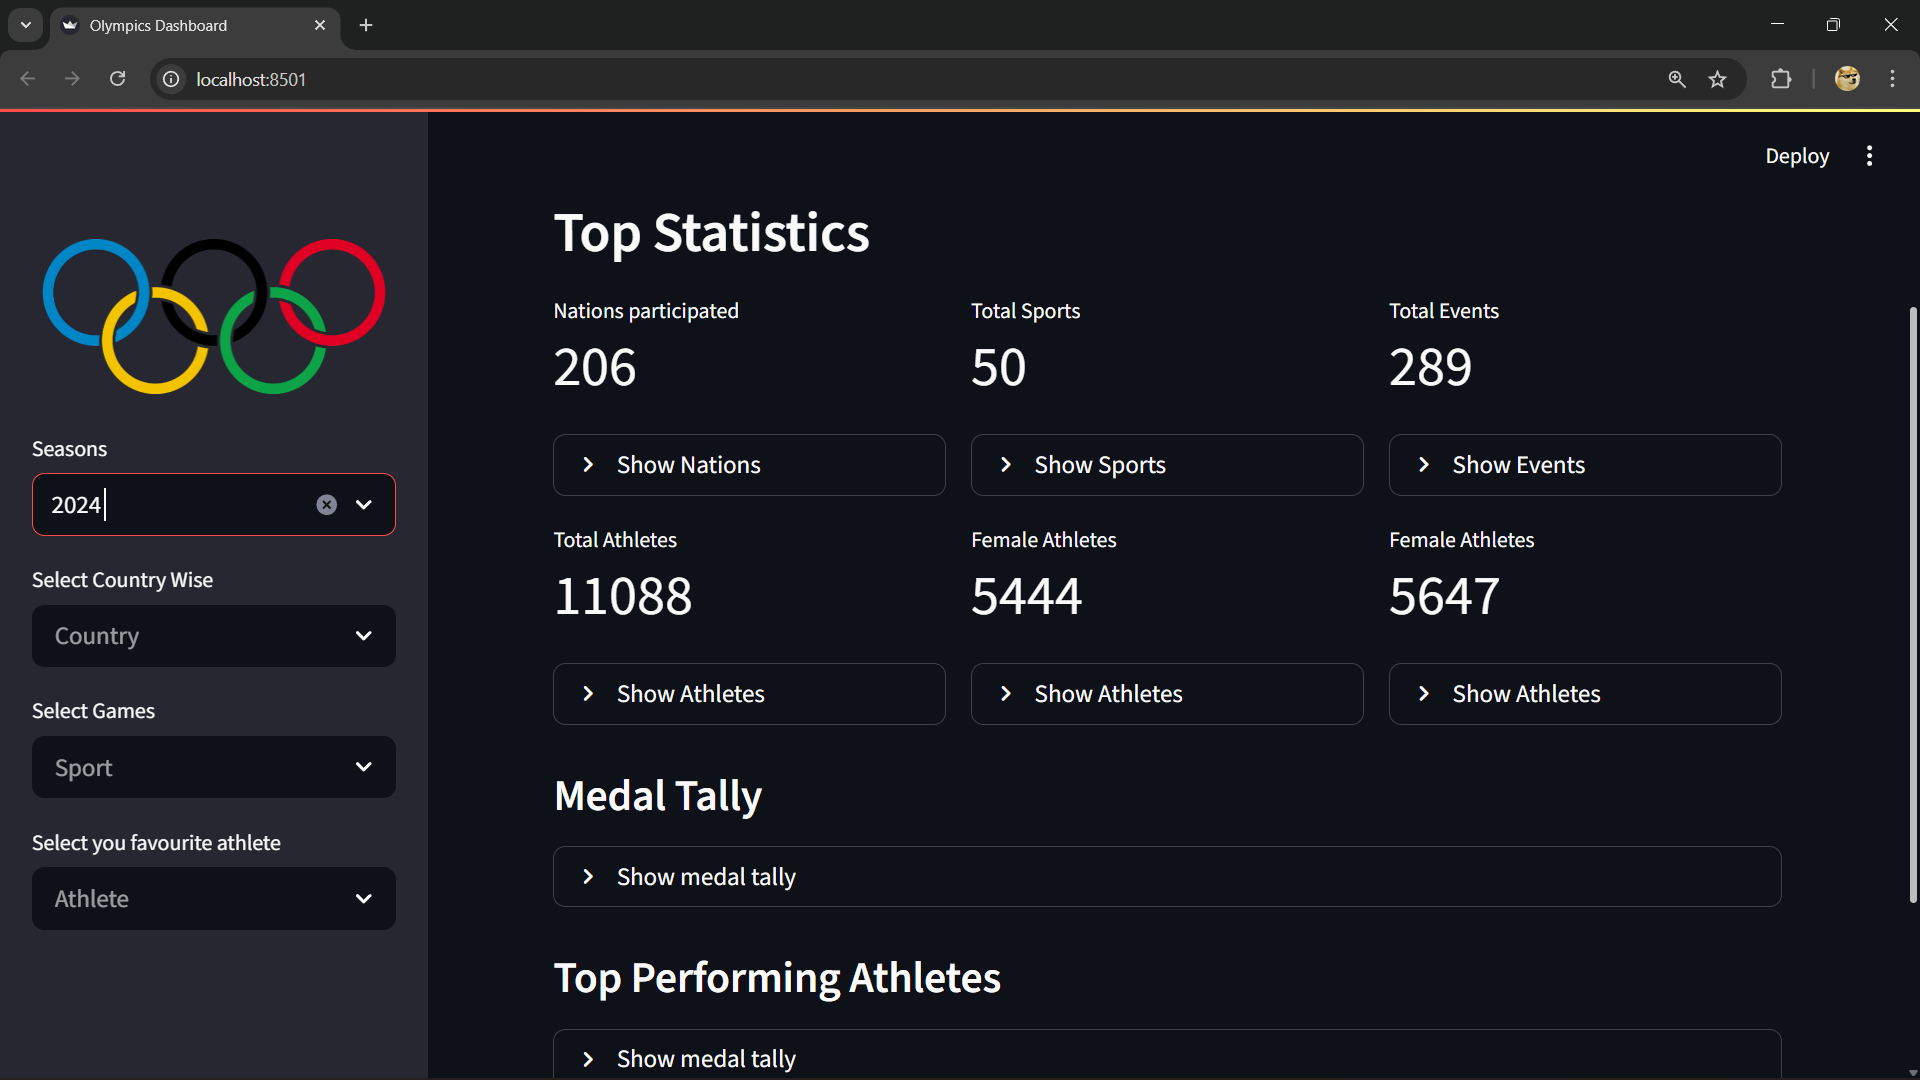 Olympics Dashboard
localhost:8501
Deploy
Top Statistics
Nations participated
Total Sports
Total Events
206
50
289
Show Nations
Show Sports
Show Events
Total Athletes
Female Athletes
Female Athletes
11088
5444
5647
Show Athletes
Show Athletes
Show Athletes
Medal Tally
Show medal tally
Top Performing Athletes
Show medal tally
Seasons
2024
Select Country Wise
Country
Select Games
Sport
Select you favourite athlete
Athlete